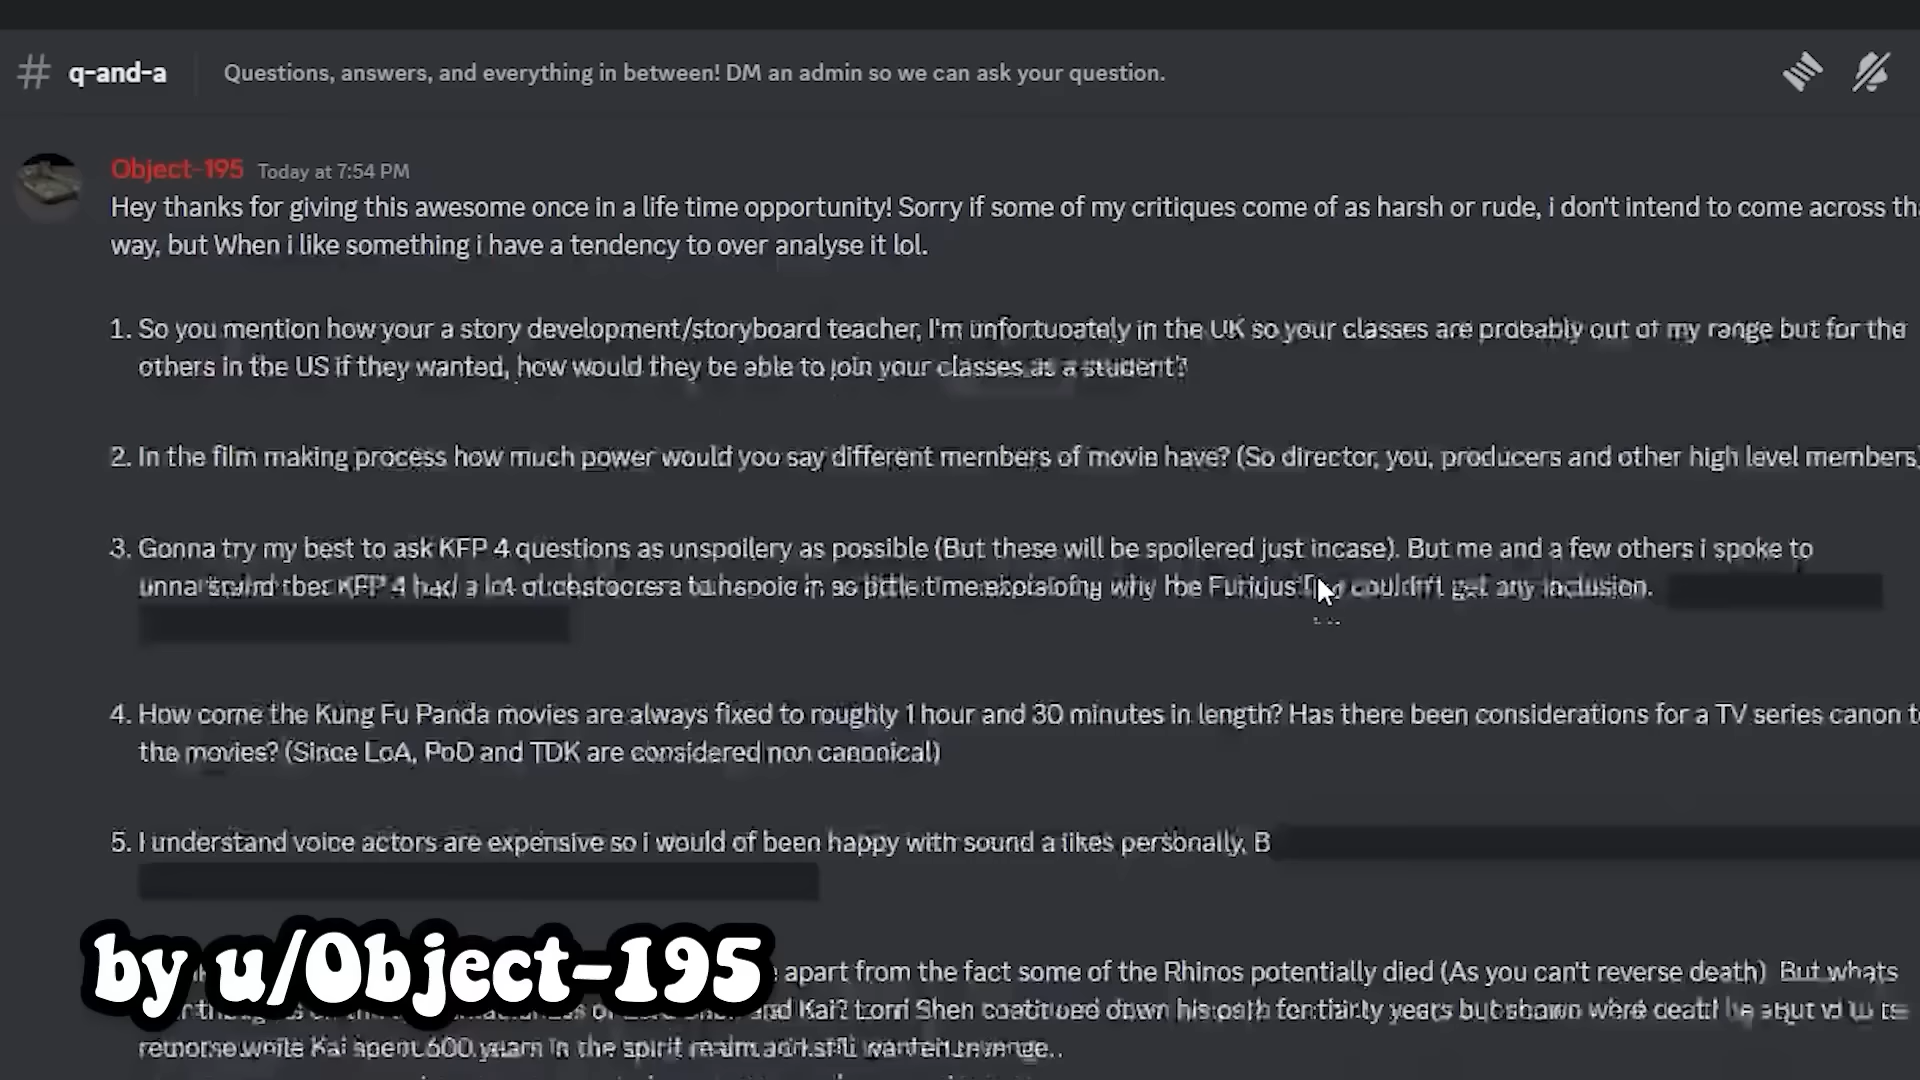 q-and-a
Questions, answers, and everything in between! DM an admin so we can ask your question.
Object-195 Today at 7:54 PM
Hey thanks for giving this awesome once in a life time opportunity! Sorry if some of my critiques come of as harsh or rude, i don't intend to come across
way, but When i like something i have a tendency to over analyse it lol.
1. So you mention how your a story development/storyboard teacher, I'm unfortuoately in the UK so your classes are probably out of my range but for the
others in the US if they wanted, how would they be able to join your classes as a student?
2. In the film making process how much power would you say different members of movie have? (So director, you, producers and other high level members)
3. Gonna try my best to ask KFP 4 questions as unspoilery as possible (But these will be spoilered just incase). But me and a few others i spoke to
KFP 4 had a lot why couldn't get any inclusion.
4. How come the Kung Fu Panda movies are always fixed to roughly 1 hour and 30 minutes in length? Has there been considerations for a TV series canon
the movies? (Since LoA, PoD and TDK are considered non canonical)
5. I understand voice actors are expensive so i would of been happy with sound a likes personally, B
by u/Object-195
apart from the fact some of the Rhinos potentially died (As you can't reverse death) But whats
and Kai? Lord Shen down his path for thirty years but
while Kai spent 600 years in the spirit realm and still wanted revenge..